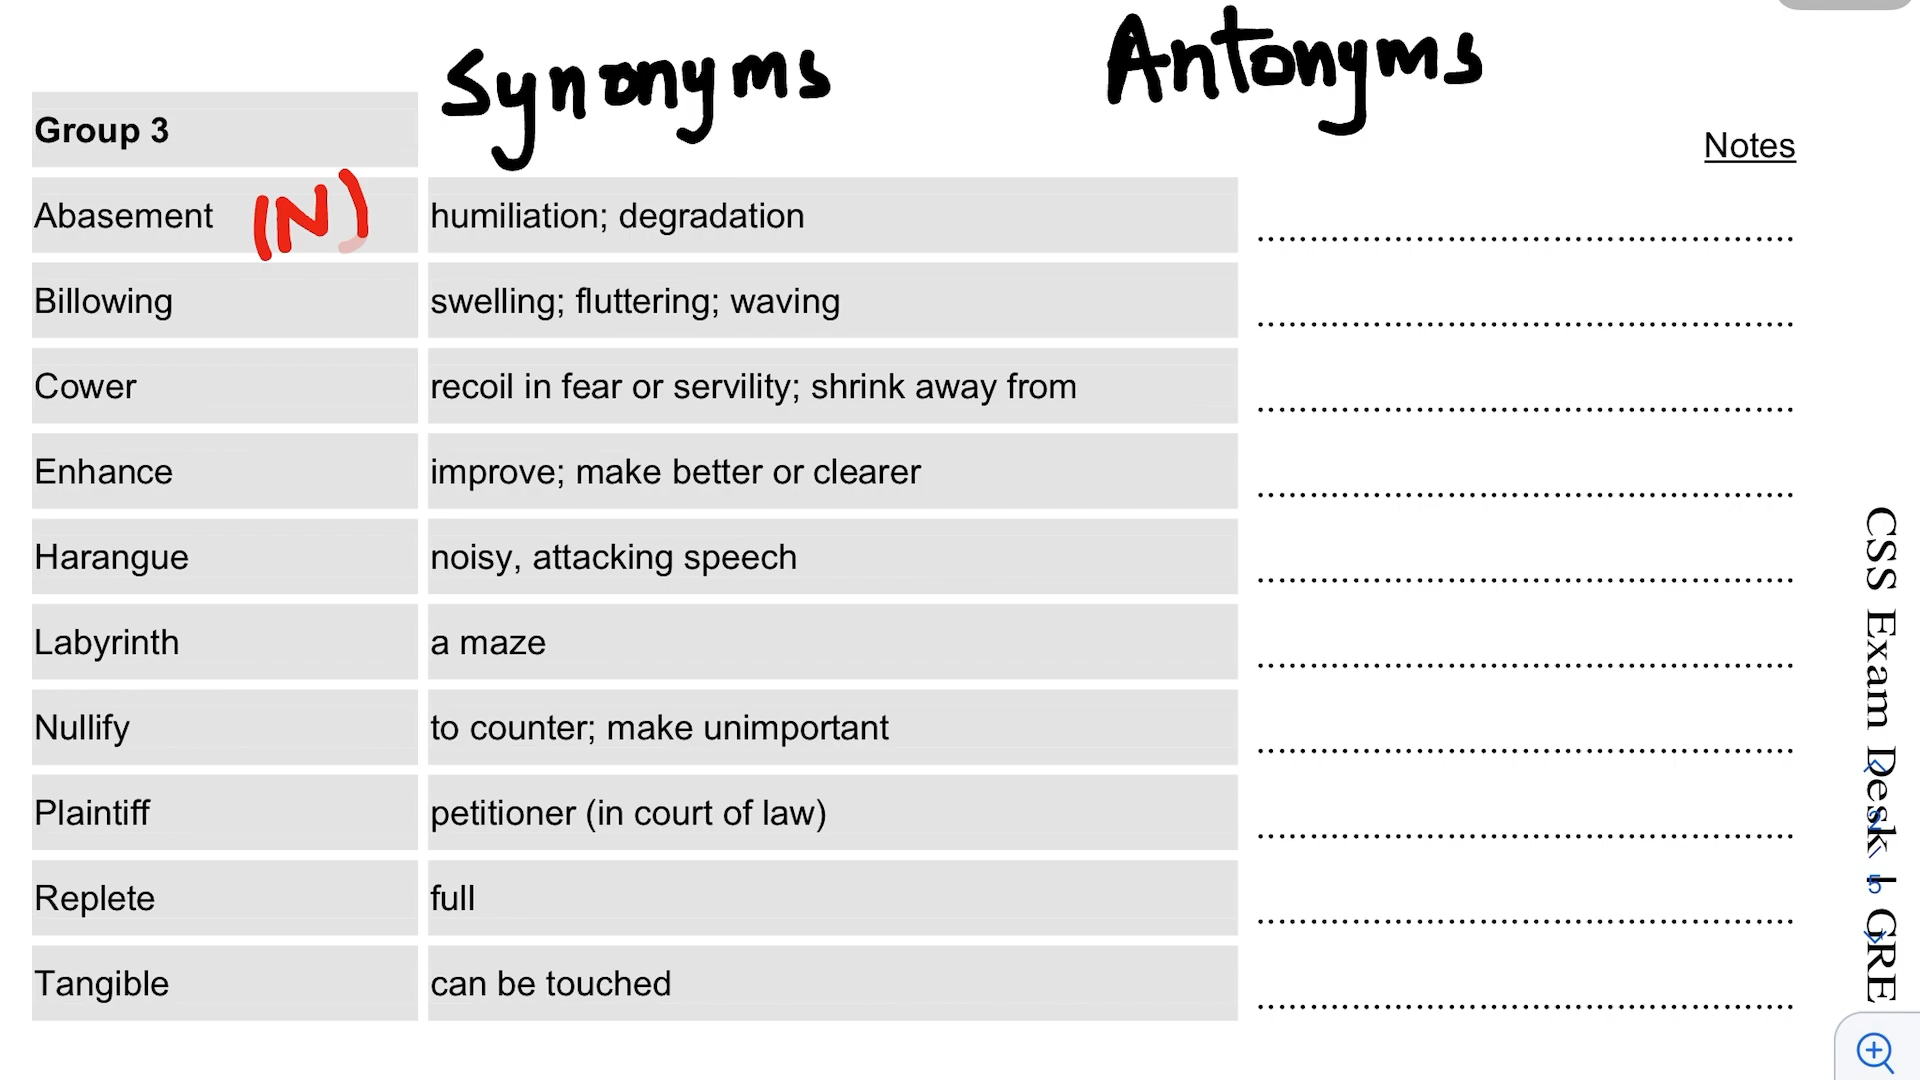 Synonyms Antonyms
Group 3
Notes
Abasement (N) humiliation; degradation ..........
Billowing swelling; fluttering; waving ..........
Cower recoil in fear or servility; shrink away from ..........
Enhance improve; make better or clearer ..........
Harangue noisy, attacking speech ..........
Labyrinth a maze ..........
Nullify to counter; make unimportant ..........
Plaintiff petitioner (in court of law) ..........
Replete full ..........
Tangible can be touched ..........
CSS Exam Desk | GRE